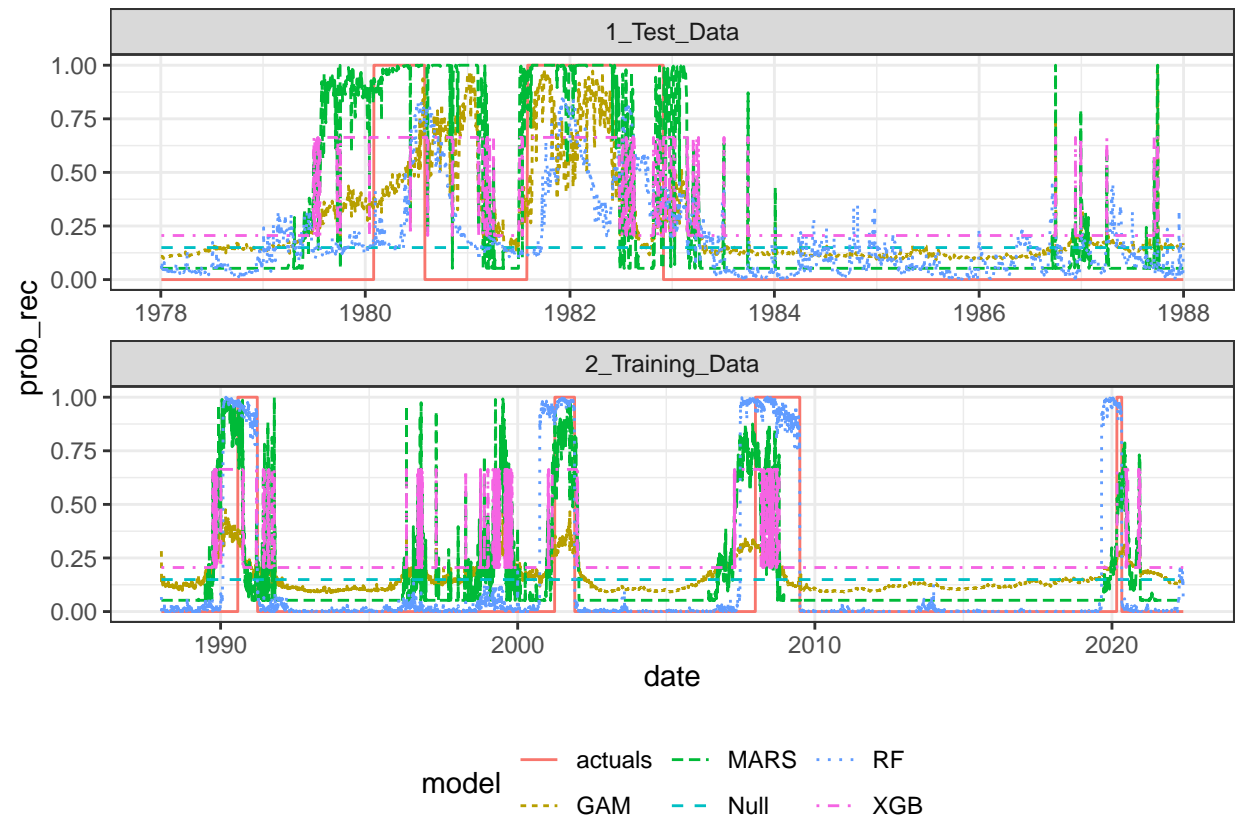 1_Test_Data
1.00
0.75
0.50
0.25
0.00
1978 1980 1982 1984 1986 1988
prob_rec
2_Training_Data
1.00
0.75
0.50
0.25
0.00
1990 2000 2010 2020
date
model
actuals MARS RF
GAM Null XGB